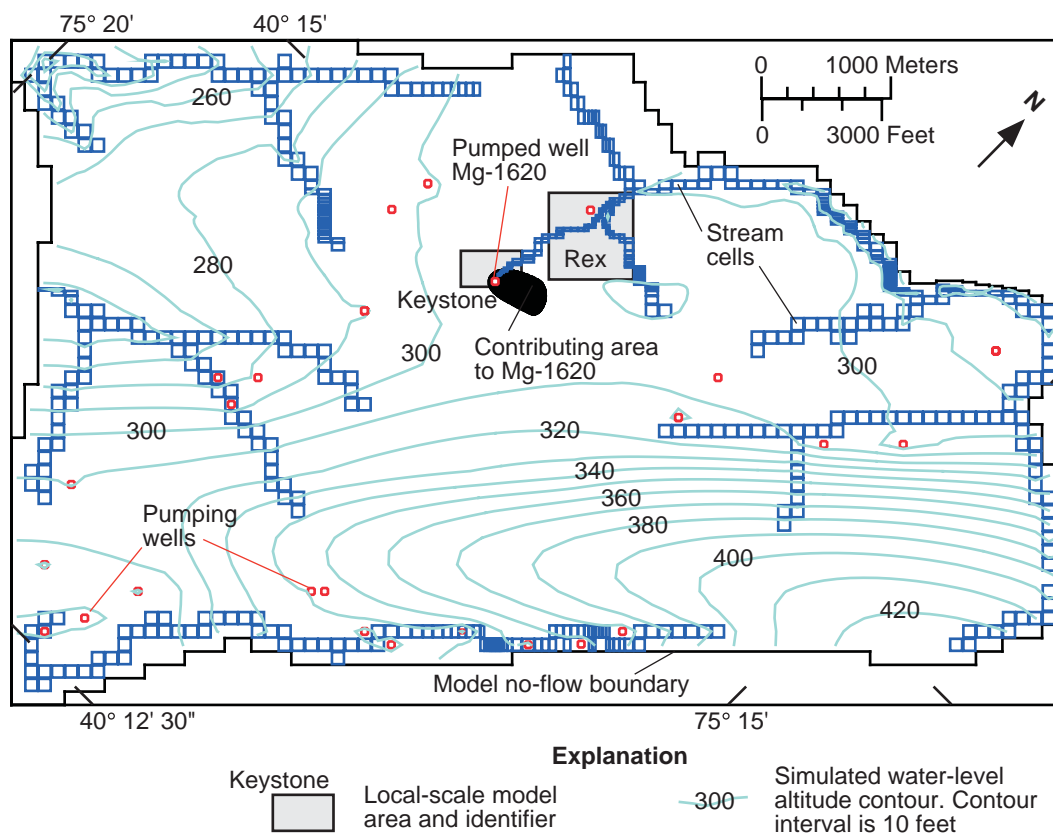 75° 20'
40° 15'
0 1000 Meters
0 3000 Feet
N
260
Pumped well
Mg-1620
Stream
cells
Rex
280
Keystone
300
Contributing area
to Mg-1620
300
300
320
340
360
Pumping
wells
380
400
420
Model no-flow boundary
40° 12' 30"
75° 15'
Explanation
Keystone
Local-scale model
area and identifier
300
Simulated water-level
altitude contour. Contour
interval is 10 feet